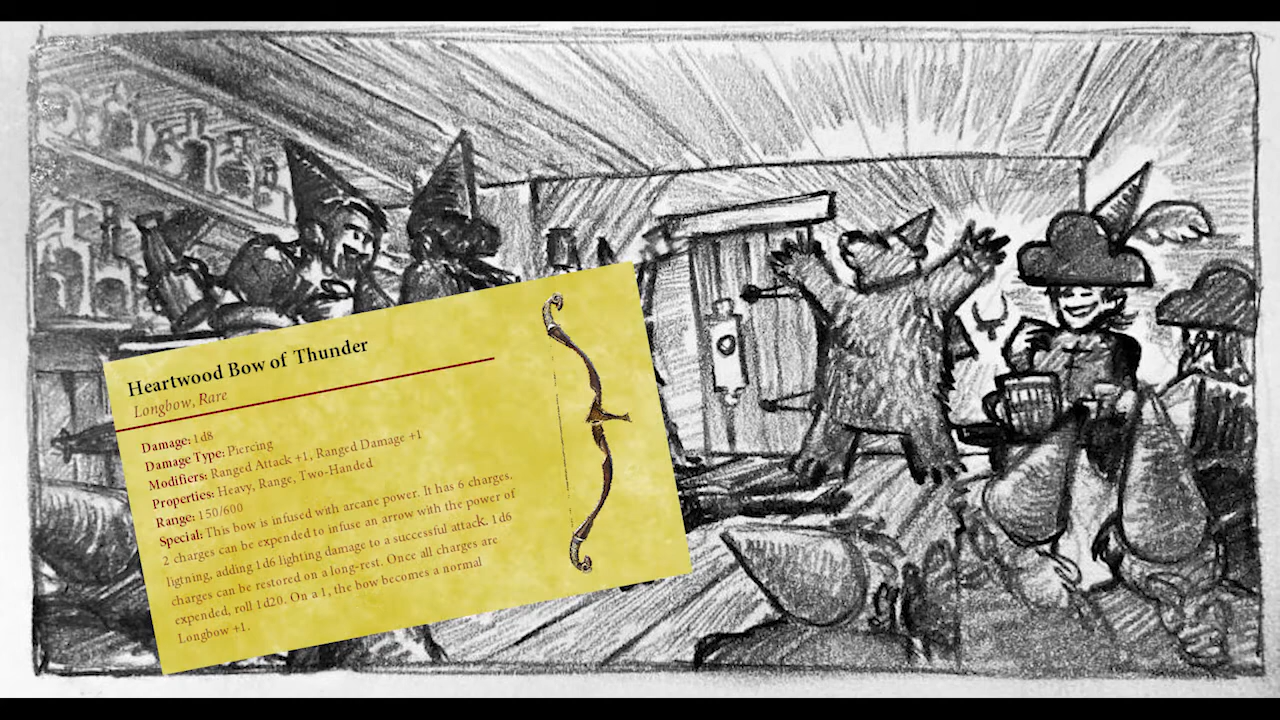 Heartwood Bow of Thunder
Longbow, Rare
Damage: 1d8
Damage Type: Piercing
Modifiers: Ranged Attack +1, Ranged Damage +1
Properties: Heavy, Range, Two-Handed
Range: 150/600
Special: This bow is infused with arcane power. It has 6 charges.
2 charges can be expended to infuse an arrow with the power of
ligtning, adding 1d6 lighting damage to a successful attack. 1d6
charges can be restored on a long-rest. Once all charges are
expended, roll 1d20. On a 1, the bow becomes a normal
Longbow +1.